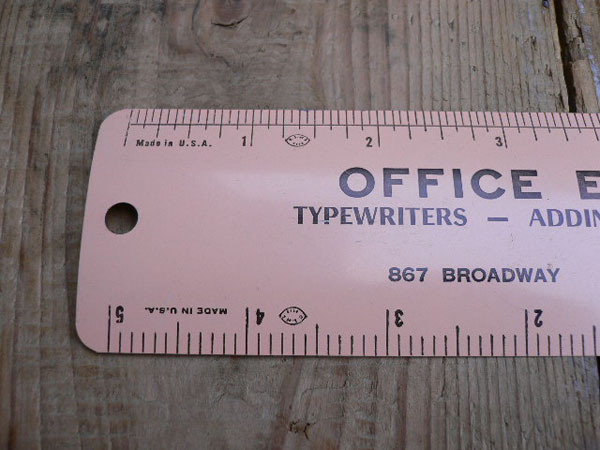 Made in U.S.A. 1 2 3
OFFICE E
TYPEWRITERS — ADDIN
867 BROADWAY
5 MADE IN U.S.A. 4 3 2